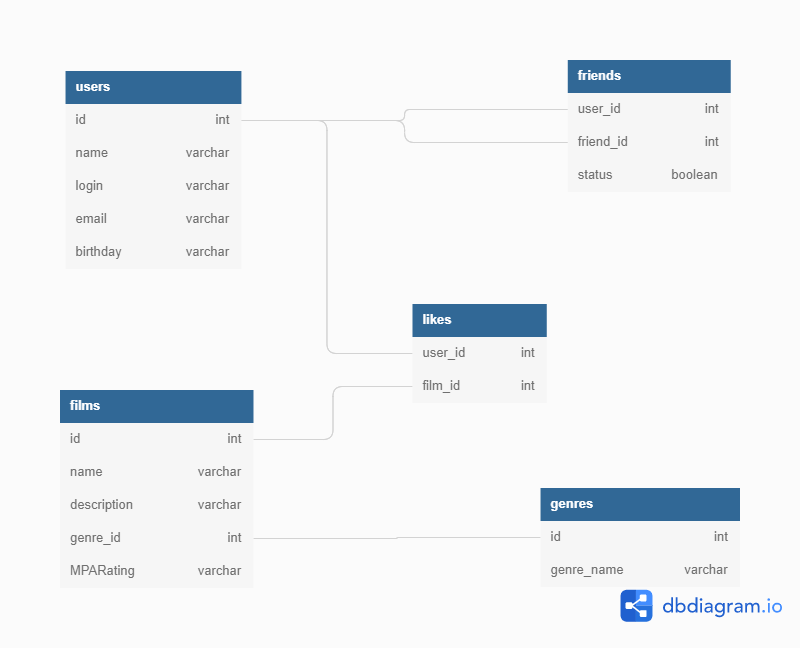 users
id int
name varchar
login varchar
email varchar
birthday varchar
friends
user_id int
friend_id int
status boolean
likes
user_id int
film_id int
films
id int
name varchar
description varchar
genre_id int
MPARating varchar
genres
id int
genre_name varchar
dbdiagram.io